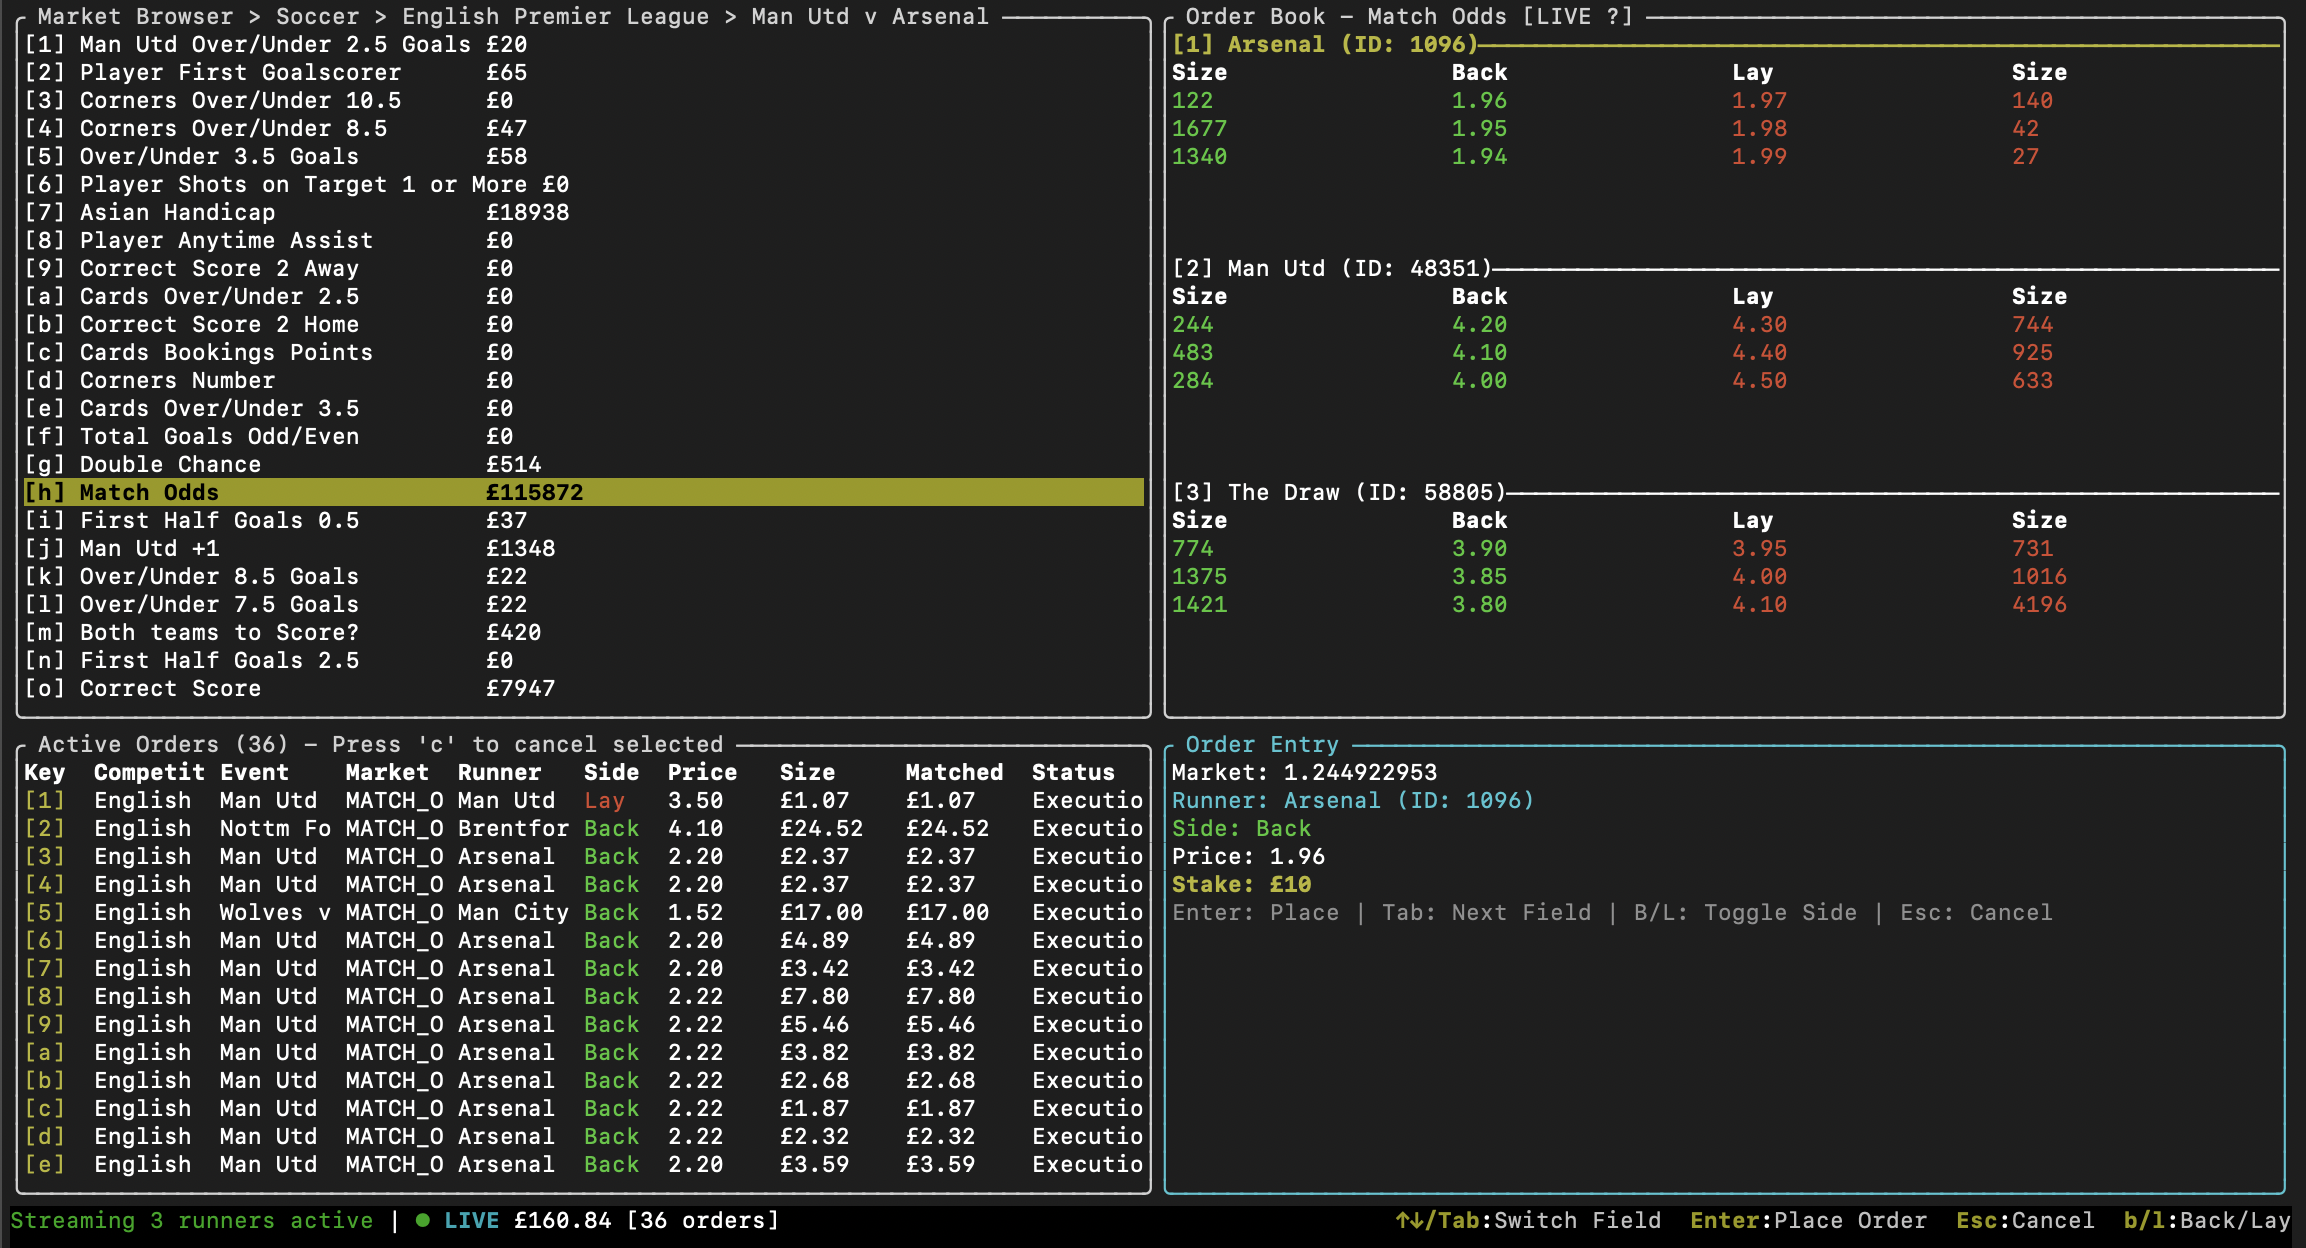 Market Browser > Soccer > English Premier League > Man Utd v Arsenal
[1] Man Utd Over/Under 2.5 Goals £20
[2] Player First Goalscorer £65
[3] Corners Over/Under 10.5 £0
[4] Corners Over/Under 8.5 £47
[5] Over/Under 3.5 Goals £58
[6] Player Shots on Target 1 or More £0
[7] Asian Handicap £18938
[8] Player Anytime Assist £0
[9] Correct Score 2 Away £0
[a] Cards Over/Under 2.5 £0
[b] Correct Score 2 Home £0
[c] Cards Bookings Points £0
[d] Corners Number £0
[e] Cards Over/Under 3.5 £0
[f] Total Goals Odd/Even £0
[g] Double Chance £514
[h] Match Odds £115872
[i] First Half Goals 0.5 £37
[j] Man Utd +1 £1348
[k] Over/Under 8.5 Goals £22
[l] Over/Under 7.5 Goals £22
[m] Both teams to Score? £420
[n] First Half Goals 2.5 £0
[o] Correct Score £7947
Order Book – Match Odds [LIVE ?]
[1] Arsenal (ID: 1096)
Size Back Lay Size
122 1.96 1.97 140
1677 1.95 1.98 42
1340 1.94 1.99 27
[2] Man Utd (ID: 48351)
Size Back Lay Size
244 4.20 4.30 744
483 4.10 4.40 925
284 4.00 4.50 633
[3] The Draw (ID: 58805)
Size Back Lay Size
774 3.90 3.95 731
1375 3.85 4.00 1016
1421 3.80 4.10 4196
Active Orders (36) – Press 'c' to cancel selected
Key Competit Event Market Runner Side Price Size Matched Status
[1] English Man Utd MATCH_O Man Utd Lay 3.50 £1.07 £1.07 Executio
[2] English Nottm Fo MATCH_O Brentfor Back 4.10 £24.52 £24.52 Executio
[3] English Man Utd MATCH_O Arsenal Back 2.20 £2.37 £2.37 Executio
[4] English Man Utd MATCH_O Arsenal Back 2.20 £2.37 £2.37 Executio
[5] English Wolves v MATCH_O Man City Back 1.52 £17.00 £17.00 Executio
[6] English Man Utd MATCH_O Arsenal Back 2.20 £4.89 £4.89 Executio
[7] English Man Utd MATCH_O Arsenal Back 2.20 £3.42 £3.42 Executio
[8] English Man Utd MATCH_O Arsenal Back 2.22 £7.80 £7.80 Executio
[9] English Man Utd MATCH_O Arsenal Back 2.22 £5.46 £5.46 Executio
[a] English Man Utd MATCH_O Arsenal Back 2.22 £3.82 £3.82 Executio
[b] English Man Utd MATCH_O Arsenal Back 2.22 £2.68 £2.68 Executio
[c] English Man Utd MATCH_O Arsenal Back 2.22 £1.87 £1.87 Executio
[d] English Man Utd MATCH_O Arsenal Back 2.22 £2.32 £2.32 Executio
[e] English Man Utd MATCH_O Arsenal Back 2.20 £3.59 £3.59 Executio
Order Entry
Market: 1.244922953
Runner: Arsenal (ID: 1096)
Side: Back
Price: 1.96
Stake: £10
Enter: Place | Tab: Next Field | B/L: Toggle Side | Esc: Cancel
Streaming 3 runners active | ● LIVE £160.84 [36 orders]
↑↓/Tab:Switch Field Enter:Place Order Esc:Cancel b/l:Back/Lay